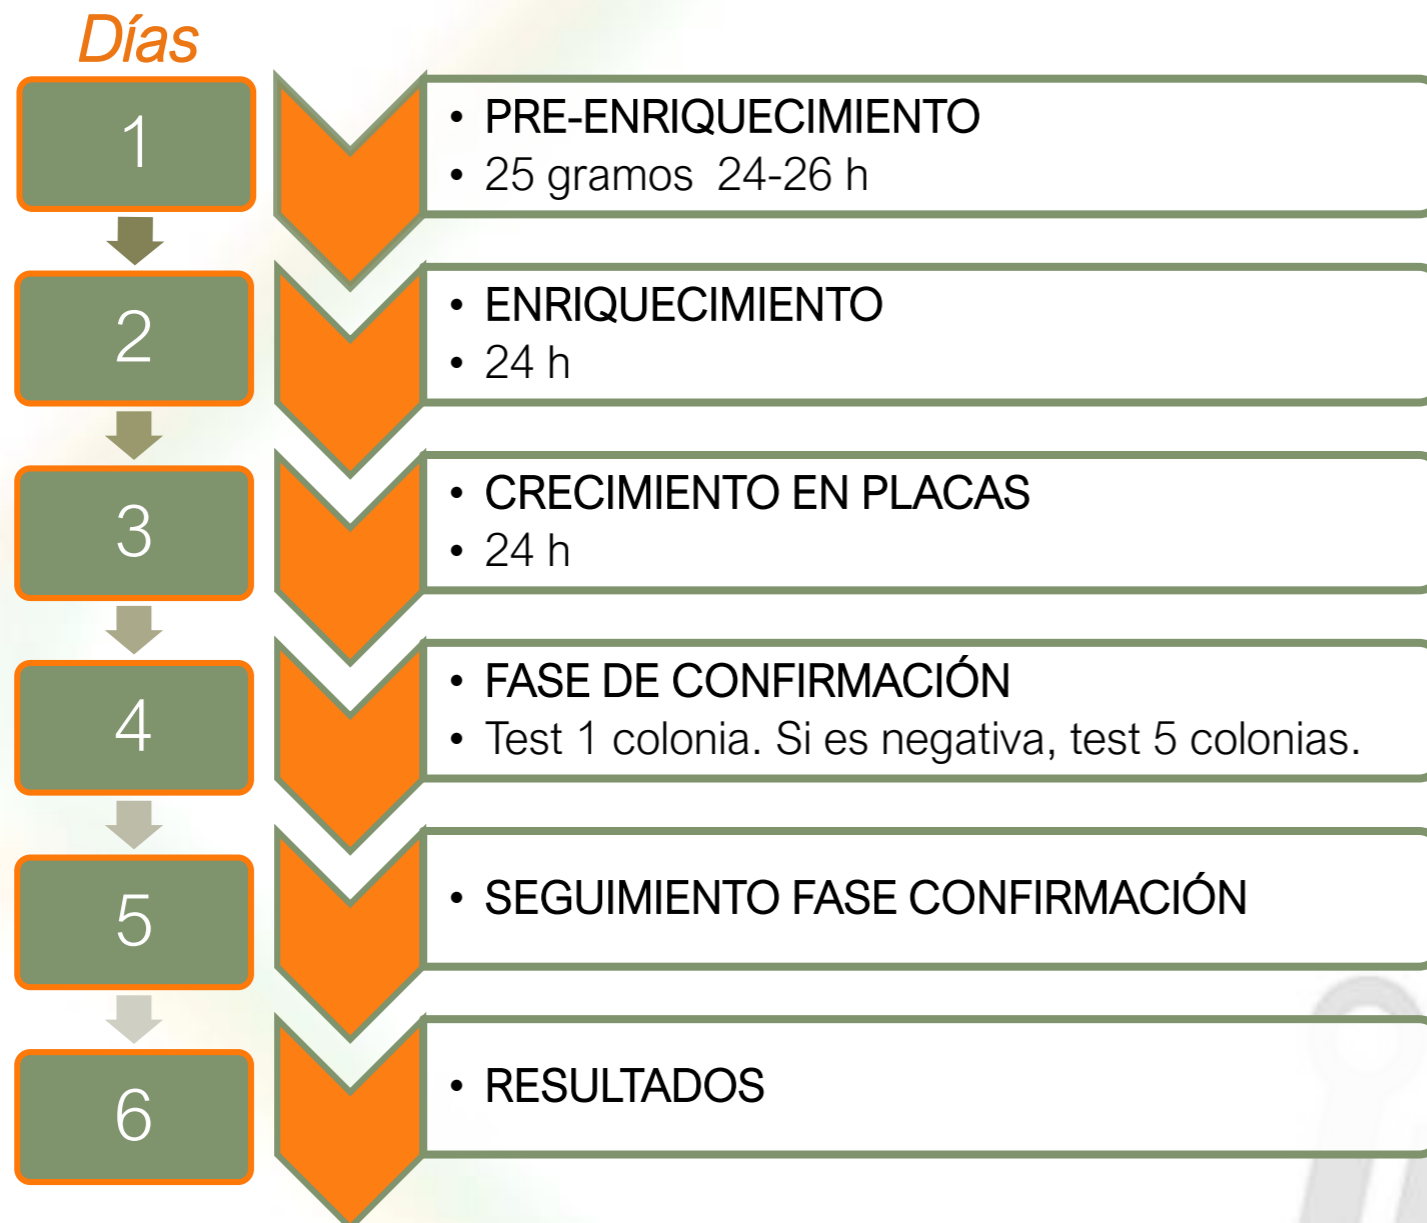 Días
1
• PRE-ENRIQUECIMIENTO
• 25 gramos 24-26 h
2
• ENRIQUECIMIENTO
• 24 h
3
• CRECIMIENTO EN PLACAS
• 24 h
4
• FASE DE CONFIRMACIÓN
• Test 1 colonia. Si es negativa, test 5 colonias.
5
• SEGUIMIENTO FASE CONFIRMACIÓN
6
• RESULTADOS